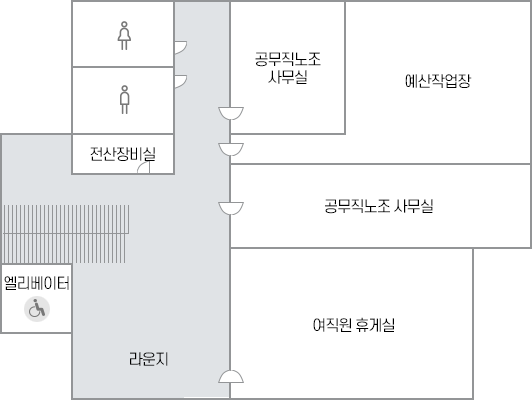 공무직노조
사무실
예산작업장
전산장비실
공무직노조 사무실
엘리베이터
여직원 휴게실
라운지